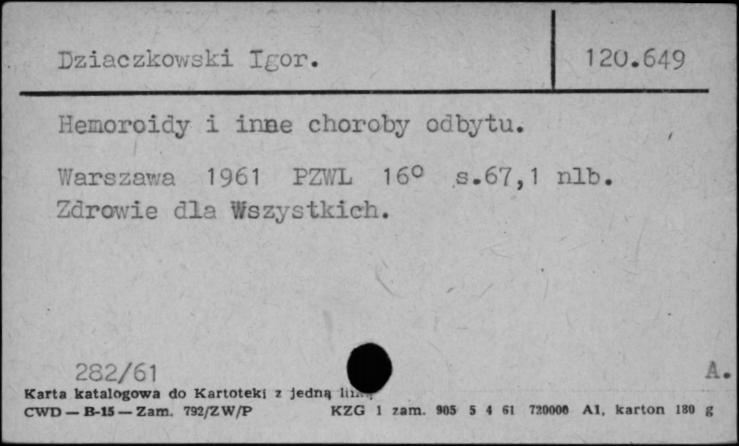 Dziaczkowski Igor.
120.649
Hemoroidy i inne choroby odbytu.
Warszawa 1961 PZWL 16° s.67,1 nlb.
Zdrowie dla Wszystkich.
282/61
A.
Karta katalogowa do Kartoteki z jedną
CWD — B-15 — Zam. 792/ZW/P KZG 1 zam. 905 5 4 61 720000 A1, karton 180 g